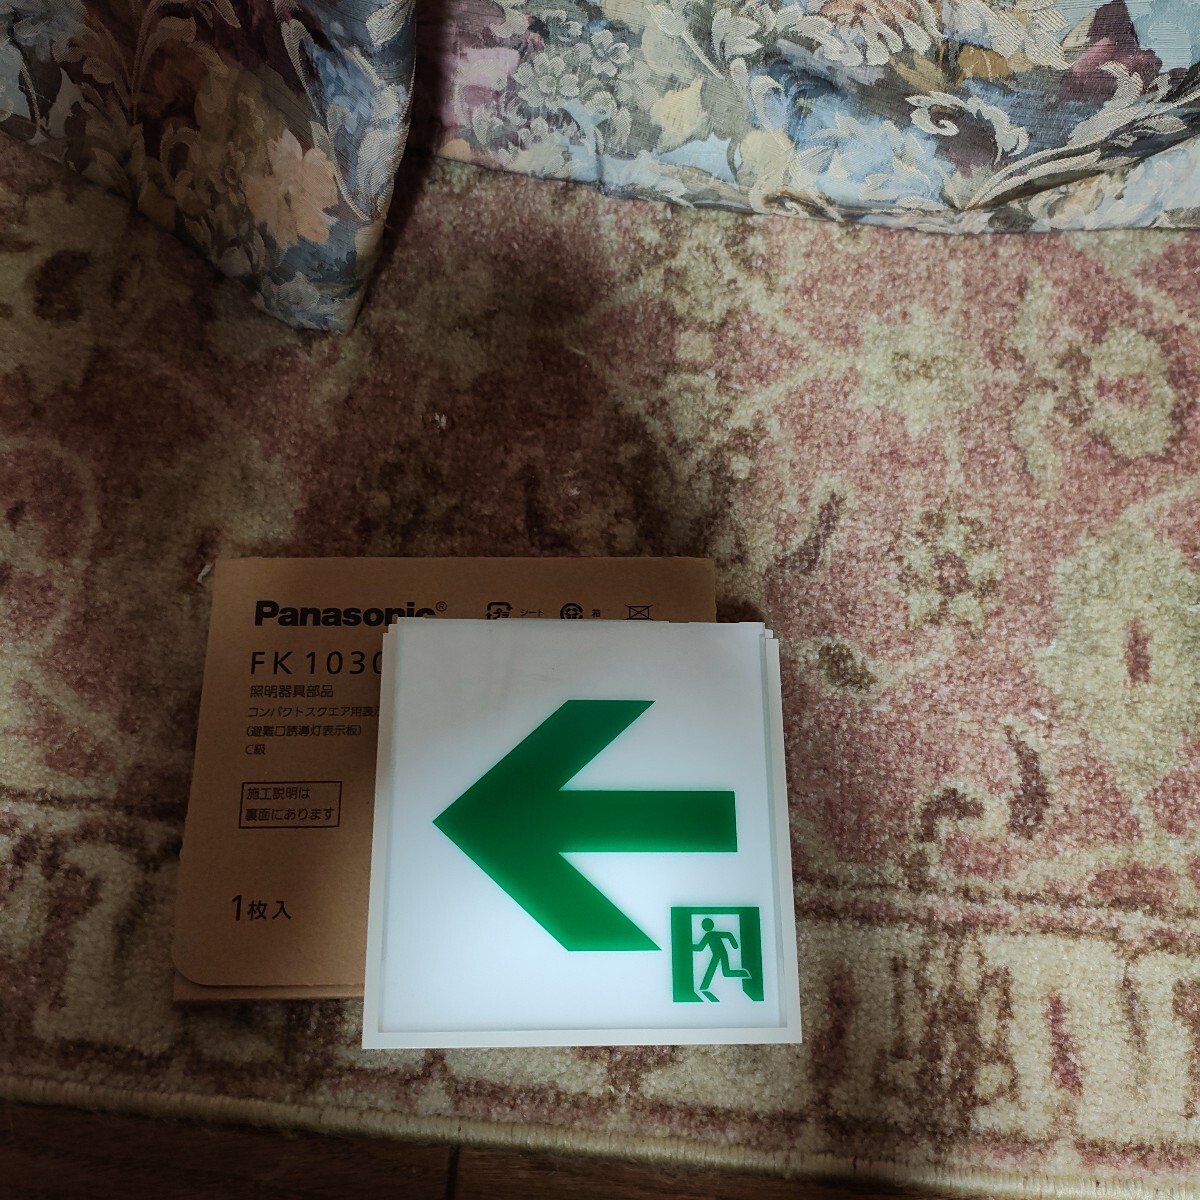 Panasonic®
シート
箱
FK1030
照明器具部品
コンパクトスクエア用表示
(避難口誘導灯表示板)
C級
施工説明は
裏面にあります
1枚入